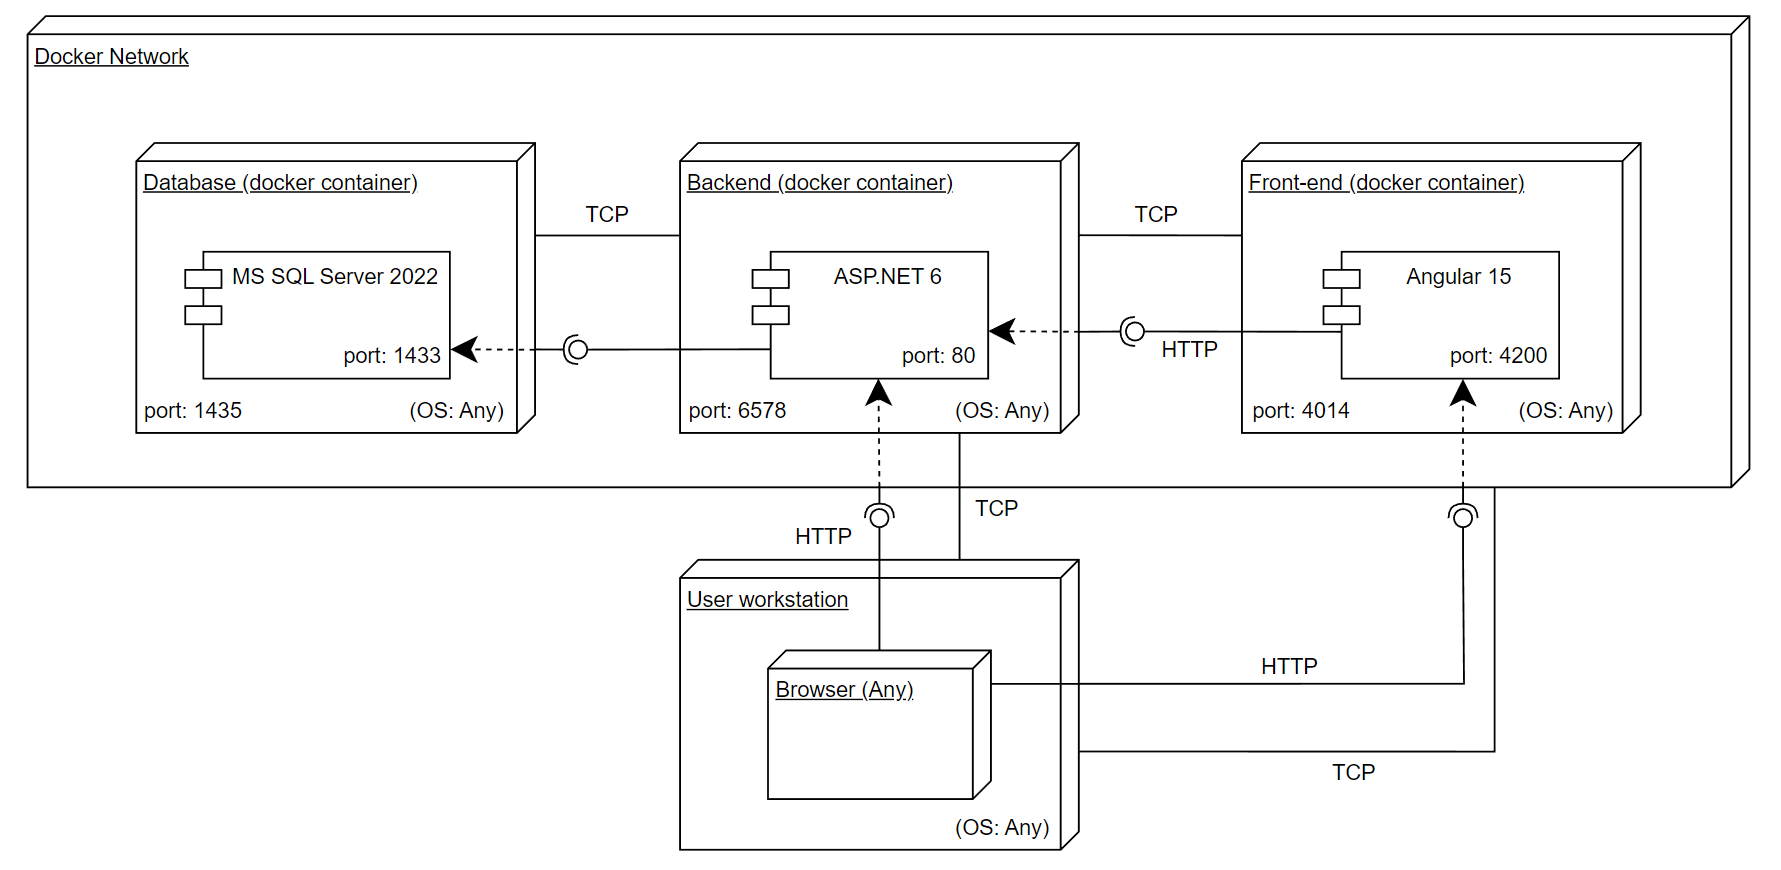 Docker Network
Database (docker container)
Backend (docker container)
Front-end (docker container)
TCP
TCP
MS SQL Server 2022
ASP.NET 6
Angular 15
port: 1433
port: 80
HTTP
port: 4200
port: 1435
(OS: Any)
port: 6578
(OS: Any)
port: 4014
(OS: Any)
TCP
HTTP
User workstation
HTTP
Browser (Any)
TCP
(OS: Any)